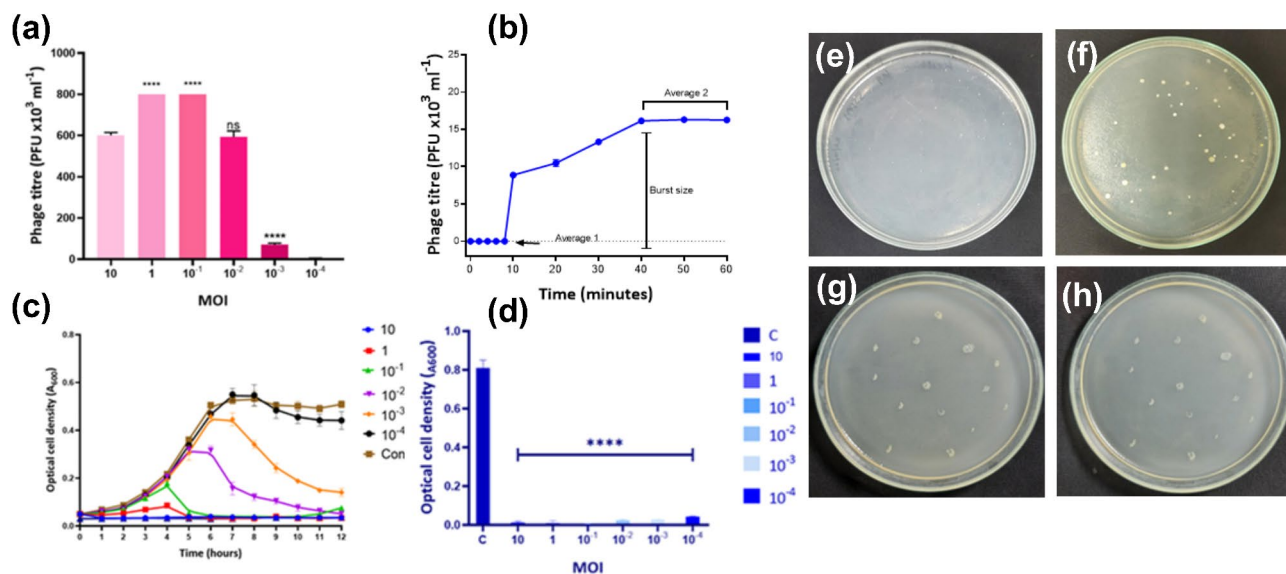 (a)
Phage titre (PFU x10³ ml⁻¹)
1000
800
600
400
200
0
****
****
ns
****
10
1
10⁻¹
10⁻²
10⁻³
10⁻⁴
MOI
(b)
Phage titre (PFU x10³ ml⁻¹)
25
20
15
10
5
0
Average 2
Burst size
Average 1
0
10
20
30
40
50
60
Time (minutes)
(c)
Optical cell density (A₆₀₀)
0.8
0.6
0.4
0.2
0.0
0 1 2 3 4 5 6 7 8 9 10 11 12
Time (hours)
10
1
10⁻¹
10⁻²
10⁻³
10⁻⁴
Con
(d)
Optical cell density (A600)
1.0
0.8
0.6
0.4
0.2
0.0
****
C
10
1
10⁻¹
10⁻²
10⁻³
10⁻⁴
MOI
C
10
1
10⁻¹
10⁻²
10⁻³
10⁻⁴
(e)
(f)
(g)
(h)